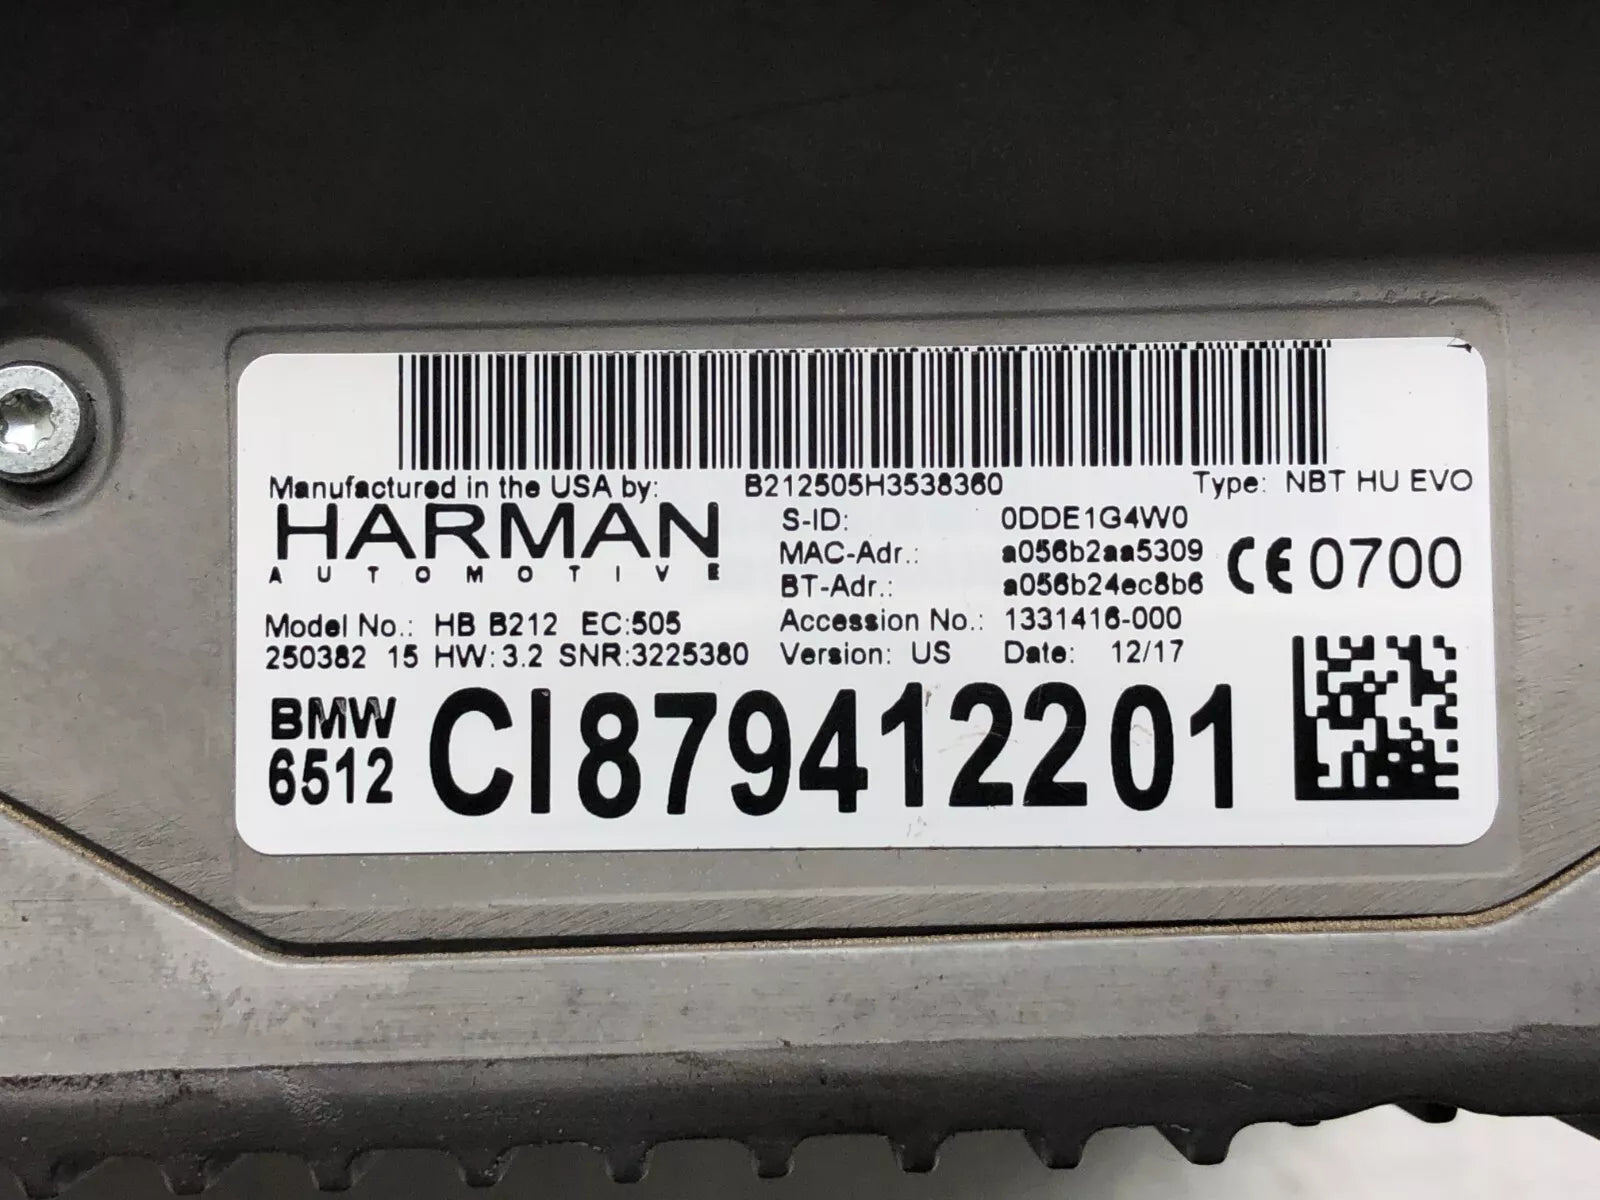 Manufactured in the USA by: B212505H3538360 Type: NBT HU EVO
HARMAN
AUTOMOTIVE
S-ID: 0DDE1G4W0
MAC-Adr.: a056b2aa5309
BT-Adr.: a056b24ec8b6
CE 0700
Model No.: HB B212 EC:505 Accession No.: 1331416-000
250382 15 HW: 3.2 SNR:3225380 Version: US Date: 12/17
BMW
6512
CI879412201